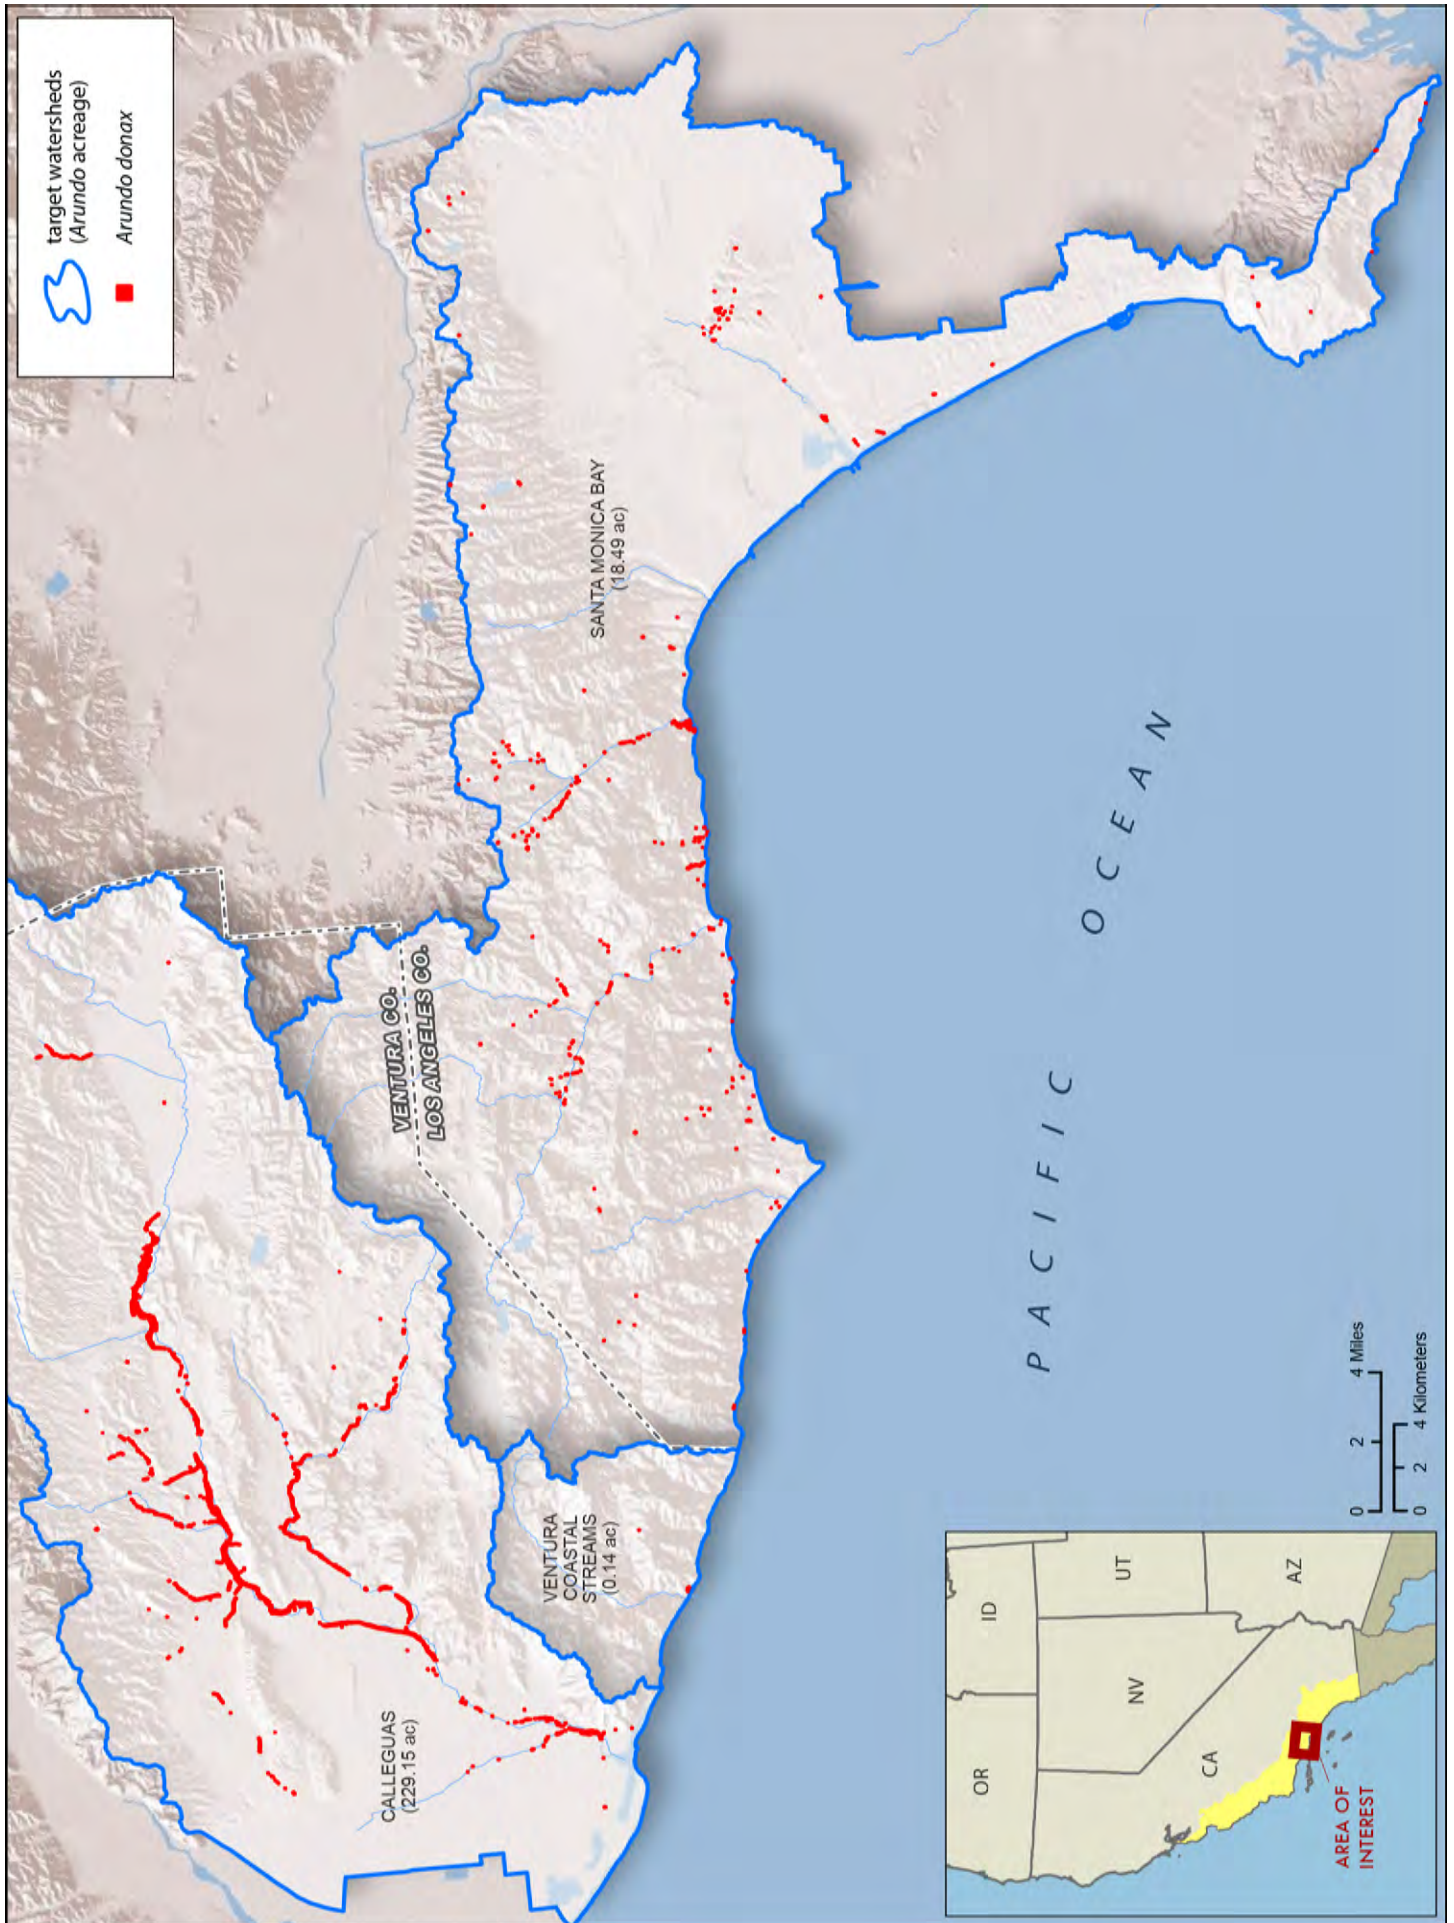 target watersheds
(Arundo acreage)
Arundo donax
CALLEGUAS
(229.15 ac)
VENTURA
COASTAL
STREAMS
(0.14 ac)
VENTURA CO.
LOS ANGELES CO.
SANTA MONICA BAY
(18.49 ac)
PACIFIC OCEAN
OR
ID
NV
UT
CA
AZ
AREA OF
INTEREST
0 2 4 Miles
0 2 4 Kilometers